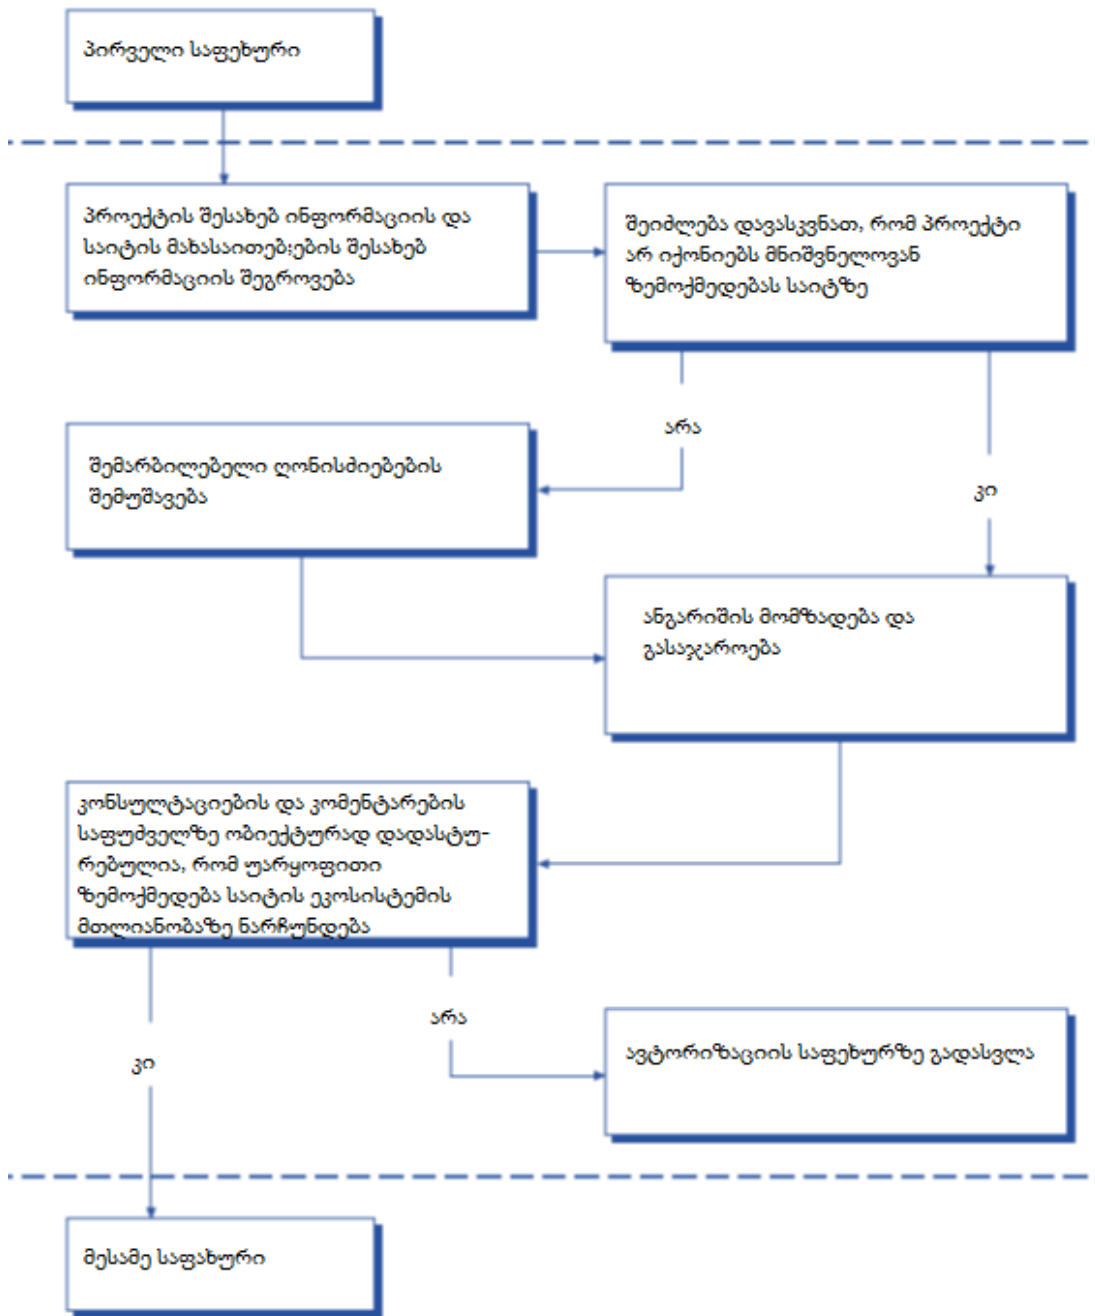 პირველი საფეხური
პროექტის შესახებ ინფორმაციის და
საიტის მახასაითებ;ების შესახებ
ინფორმაციის შეგროვება
შეიძლება დავასკვნათ, რომ პროექტი
არ იქონიებს მნიშვნელოვან
ზემოქმედებას საიტზე
არა
კი
შემარბილებელი ღონისძიებების
შემუშავება
ანგარიშის მომზადება და
გასაჯაროება
კონსულტაციების და კომენტარების
საფუძველზე ობიექტურად დადასტუ-
რებულია, რომ უარყოფითი
ზემოქმედება საიტის ეკოსისტემის
მთლიანობაზე ნარჩუნდება
არა
კი
ავტორიზაციის საფეხურზე გადასვლა
მესამე საფახური